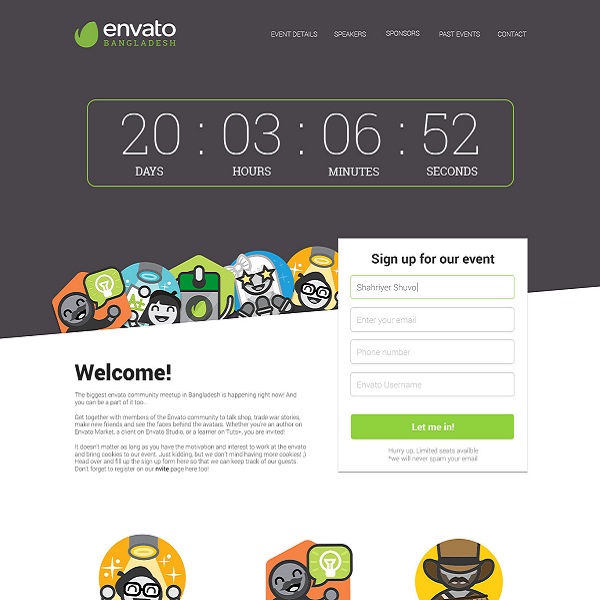 envato
BANGLADESH
EVENT DETAILS SPEAKERS SPONSORS PAST EVENTS CONTACT
20 : 03 : 06 : 52
DAYS HOURS MINUTES SECONDS
A+
Sign up for our event
Shahriyer Shuvo
Enter your email
Phone number
Envato Username
Let me in!
Hurry up, Limited seats availble
*we will never spam your email
Welcome!
The biggest envato community meetup in Bangladesh is happening right now! And
you can be a part of it too...
Get together with members of the Envato community to talk shop, trade war stories,
make new friends and see the faces behind the avatars. Whether you're an author on
Envato Market, a client on Envato Studio, or a learner on Tuts+, you are invited!
It doesn't matter as long as you have the motivation and interest to work at the envato
and bring cookies to our event. Just kidding, but we don't mind having more cookies! ;)
Head over and fill up the sign up form here so that we can keep track of our guests.
Don't forget to register on our nvite page here too!